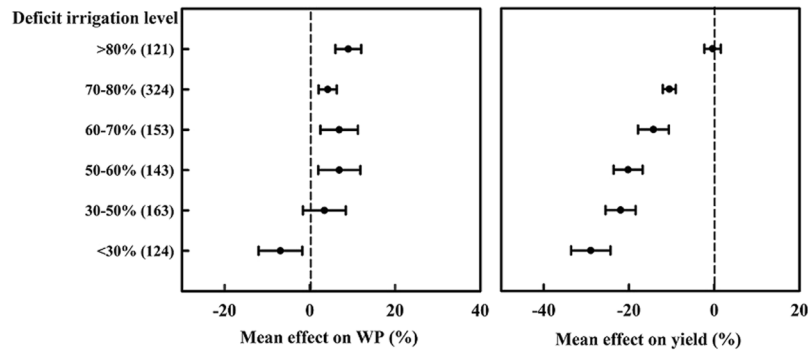 Deficit irrigation level
>80% (121)
70-80% (324)
60-70% (153)
50-60% (143)
30-50% (163)
<30% (124)
-20 0 20 40
Mean effect on WP (%)
-40 -20 0 20
Mean effect on yield (%)